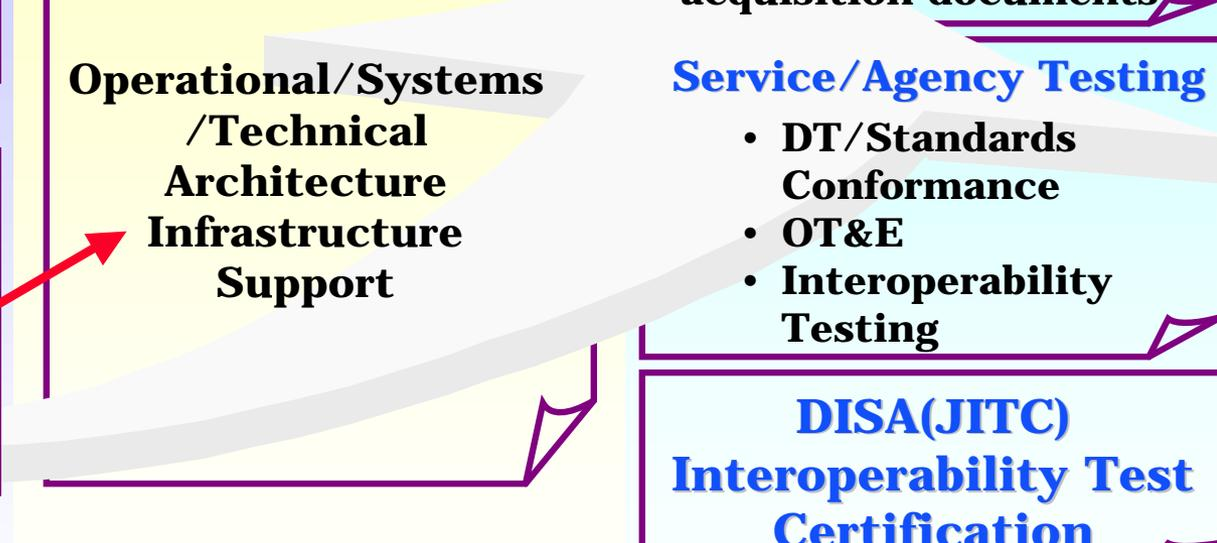 acquisition documents
Operational/Systems
/Technical
Architecture
Infrastructure
Support
Service/Agency Testing
• DT/Standards
Conformance
• OT&E
• Interoperability
Testing
DISA(JITC)
Interoperability Test
Certification